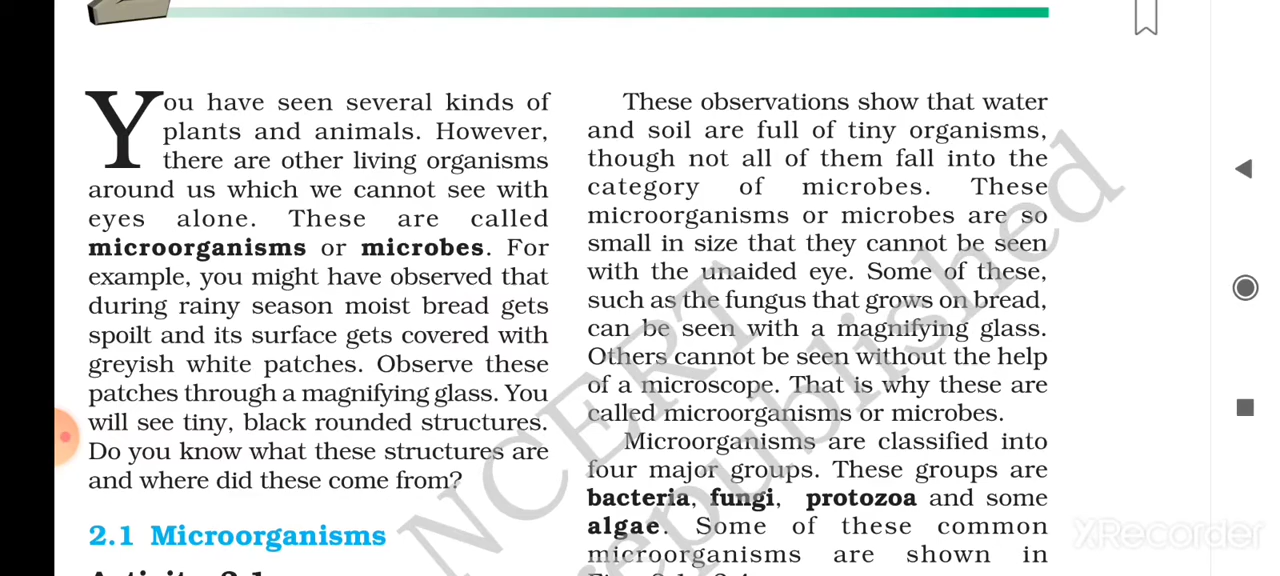 You have seen several kinds of
plants and animals. However,
there are other living organisms
around us which we cannot see with
eyes alone. These are called
microorganisms or microbes. For
example, you might have observed that
during rainy season moist bread gets
spoilt and its surface gets covered with
greyish white patches. Observe these
patches through a magnifying glass. You
will see tiny, black rounded structures.
Do you know what these structures are
and where did these come from?
2.1 Microorganisms
These observations show that water
and soil are full of tiny organisms,
though not all of them fall into the
category of microbes. These
microorganisms or microbes are so
small in size that they cannot be seen
with the unaided eye. Some of these,
such as the fungus that grows on bread,
can be seen with a magnifying glass.
Others cannot be seen without the help
of a microscope. That is why these are
called microorganisms or microbes.
Microorganisms are classified into
four major groups. These groups are
bacteria, fungi, protozoa and some
algae. Some of these common
microorganisms are shown in
NCERT
republished
XRecorder